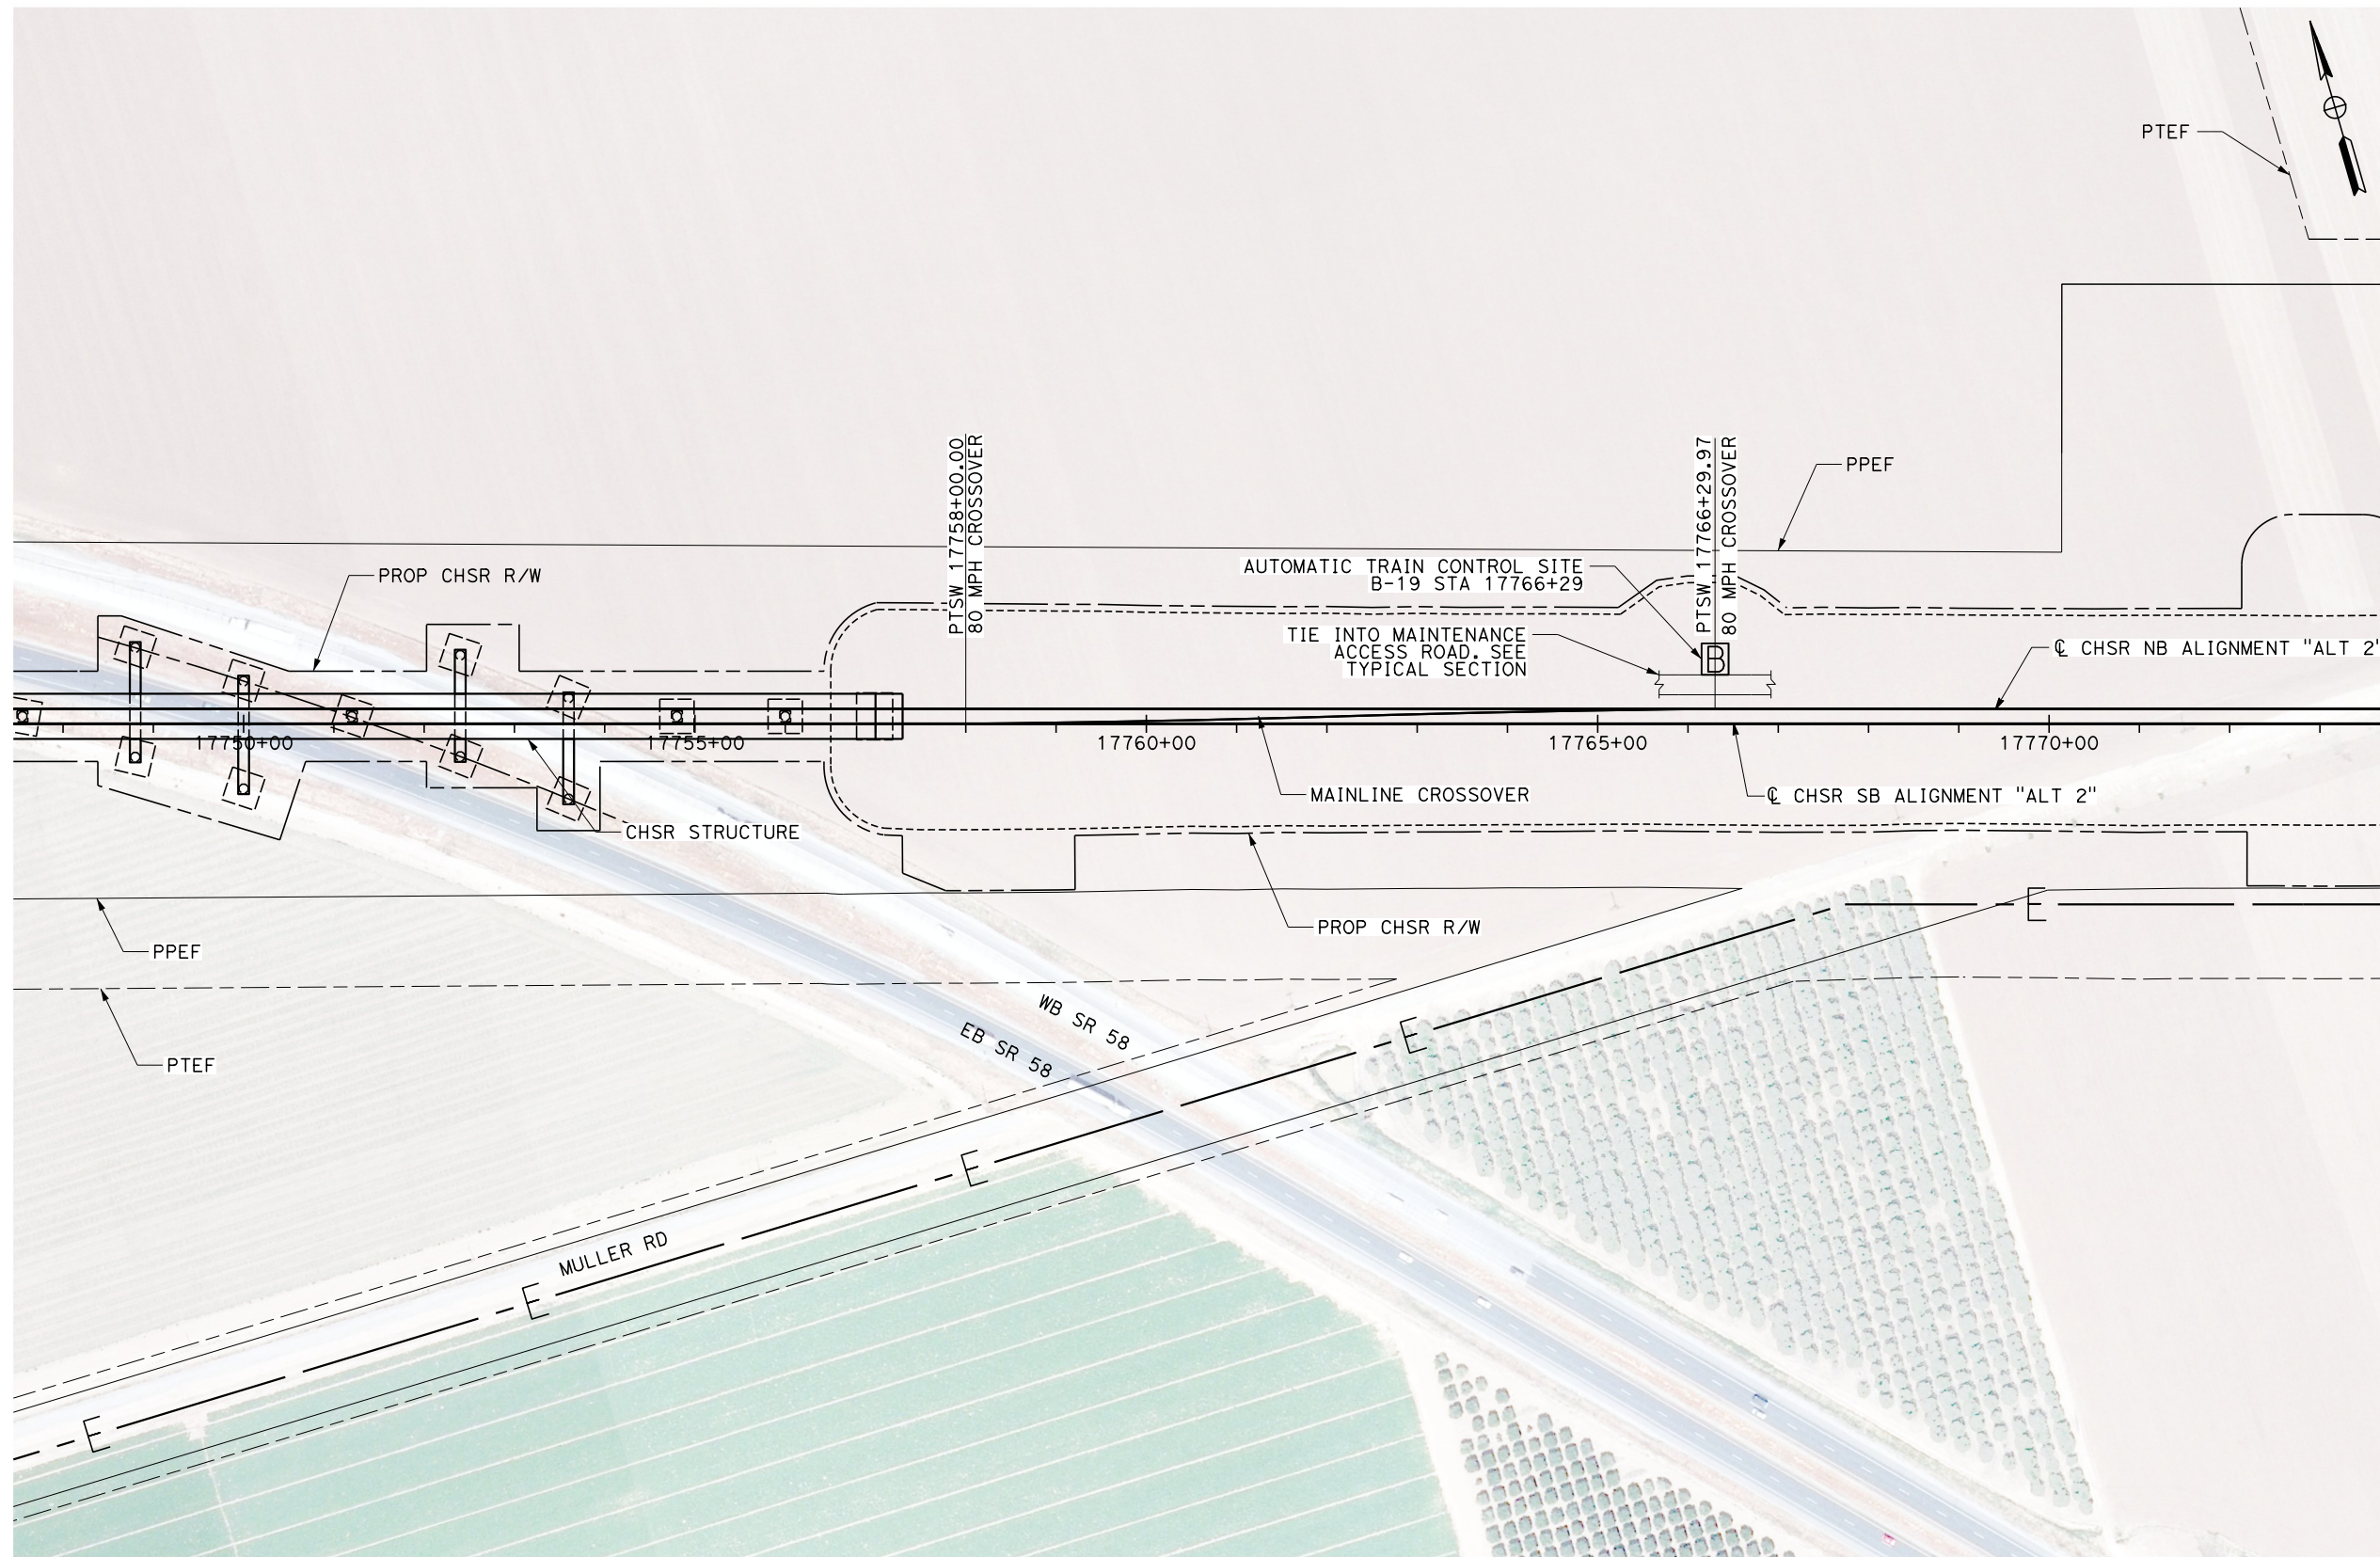 PTEF
PPEF
PTSW 17758+00.00
80 MPH CROSSOVER
PTSW 17766+29.97
80 MPH CROSSOVER
AUTOMATIC TRAIN CONTROL SITE
B-19 STA 17766+29
PROP CHSR R/W
TIE INTO MAINTENANCE
ACCESS ROAD. SEE
TYPICAL SECTION
B
℄ CHSR NB ALIGNMENT "ALT 2"
17750+00
17755+00
17760+00
17765+00
17770+00
MAINLINE CROSSOVER
℄ CHSR SB ALIGNMENT "ALT 2"
CHSR STRUCTURE
E
PROP CHSR R/W
PPEF
WB SR 58
E
EB SR 58
PTEF
E
MULLER RD
E
E